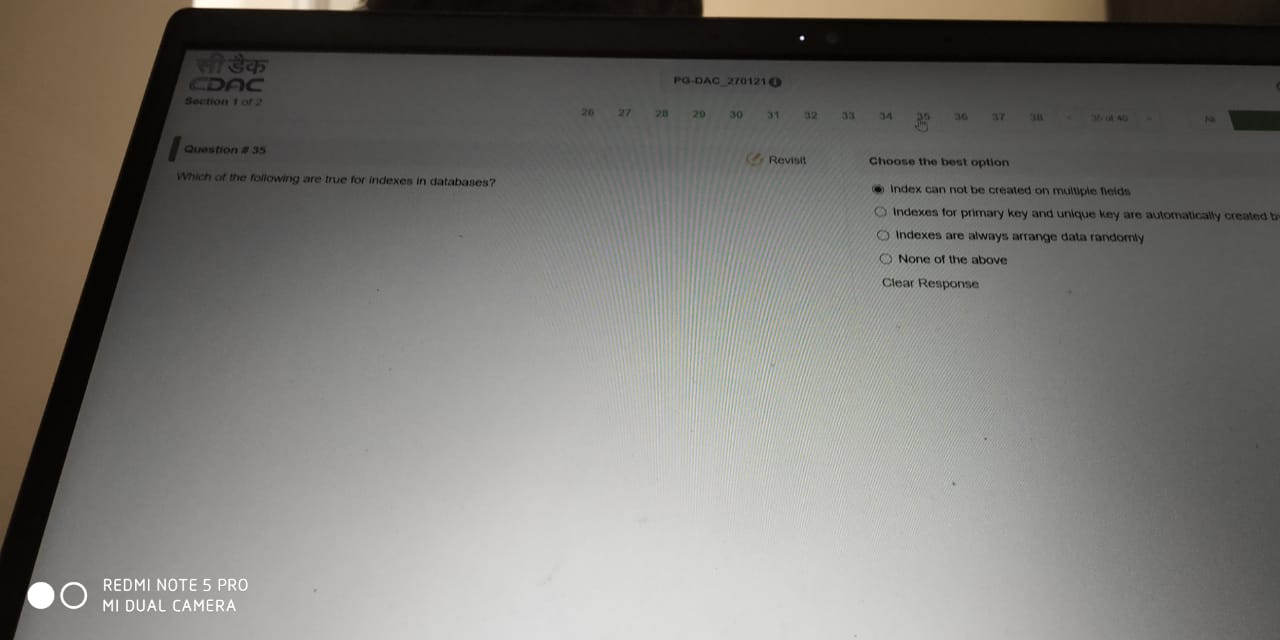 सी डैक
CDAC
Section 1 of 2
PG-DAC_270121
26 27 28 29 30 31 32 33 34 35 36 37 38 < 35 of 40 > Aa
Question # 35
Revisit
Which of the following are true for indexes in databases?
Choose the best option
Index can not be created on multiple fields
Indexes for primary key and unique key are automatically created
Indexes are always arrange data randomly
None of the above
Clear Response
REDMI NOTE 5 PRO
MI DUAL CAMERA